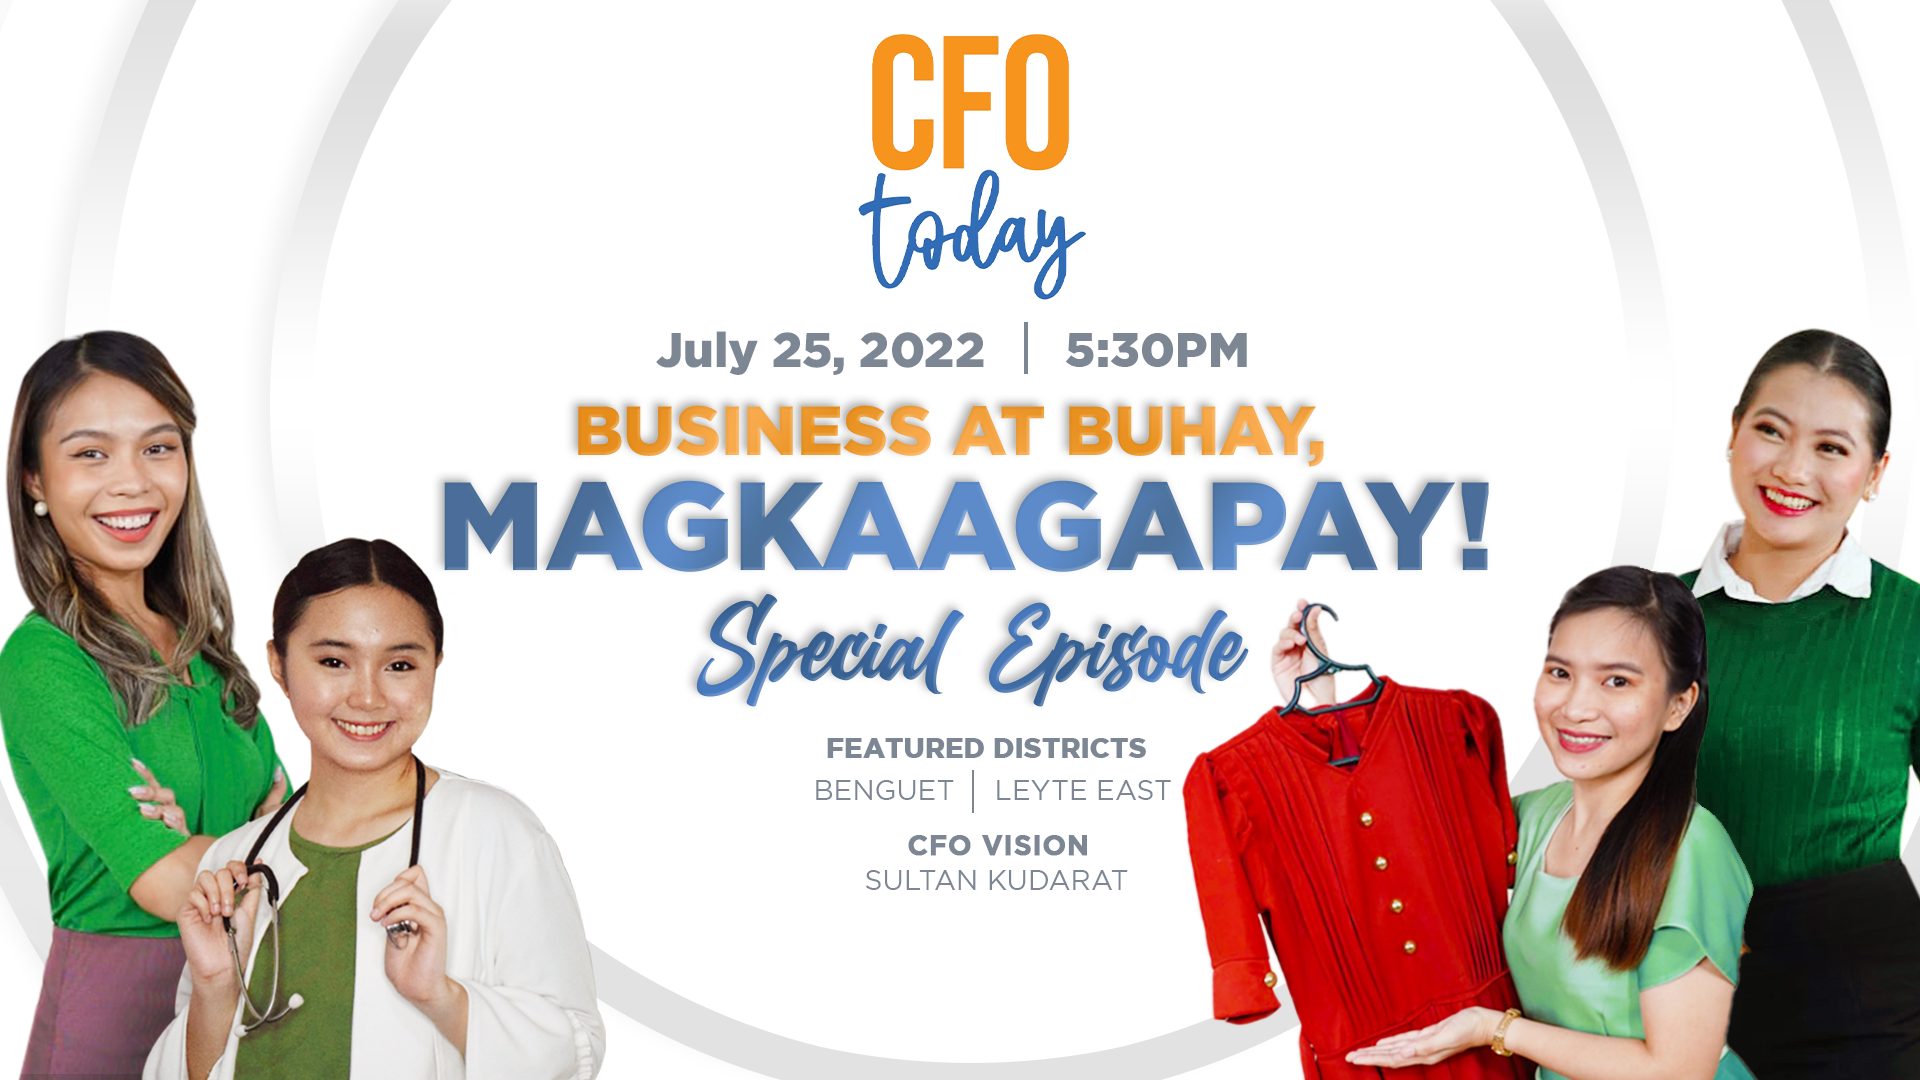 CFO
today
July 25, 2022 | 5:30PM
BUSINESS AT BUHAY,
MAGKAAGAPAY!
Special Episode
FEATURED DISTRICTS
BENGUET | LEYTE EAST
CFO VISION
SULTAN KUDARAT